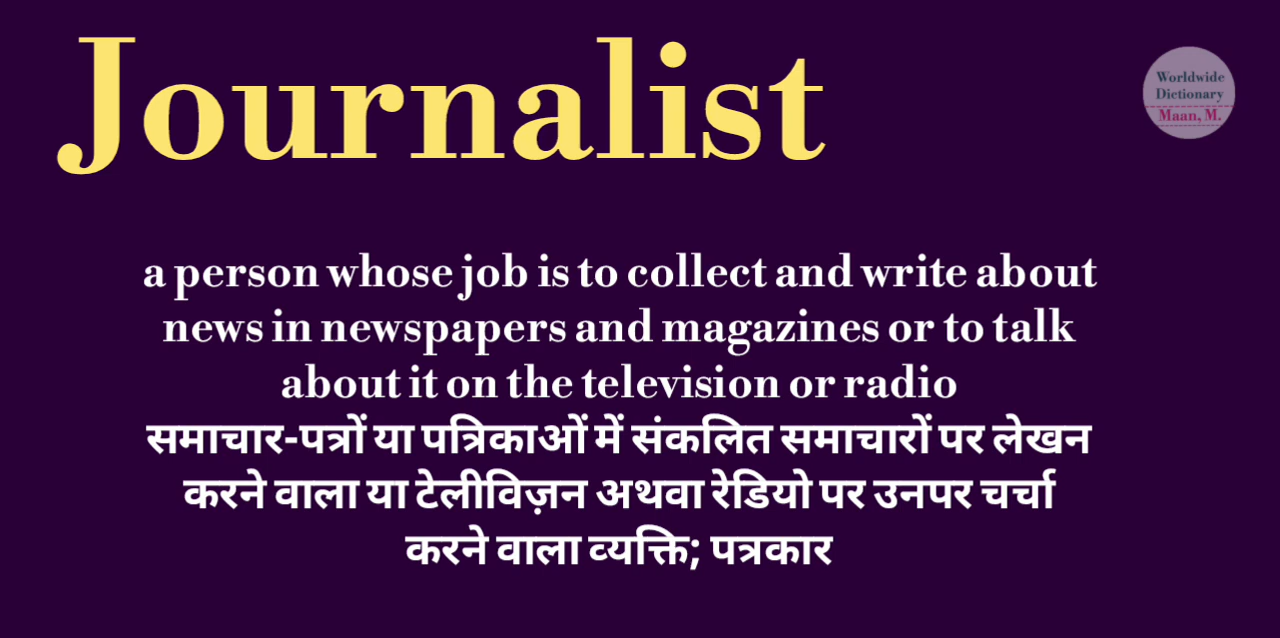 Journalist
Worldwide
Dictionary
Maan, M.
a person whose job is to collect and write about
news in newspapers and magazines or to talk
about it on the television or radio
समाचार-पत्रों या पत्रिकाओं में संकलित समाचारों पर लेखन
करने वाला या टेलीविज़न अथवा रेडियो पर उनपर चर्चा
करने वाला व्यक्ति; पत्रकार